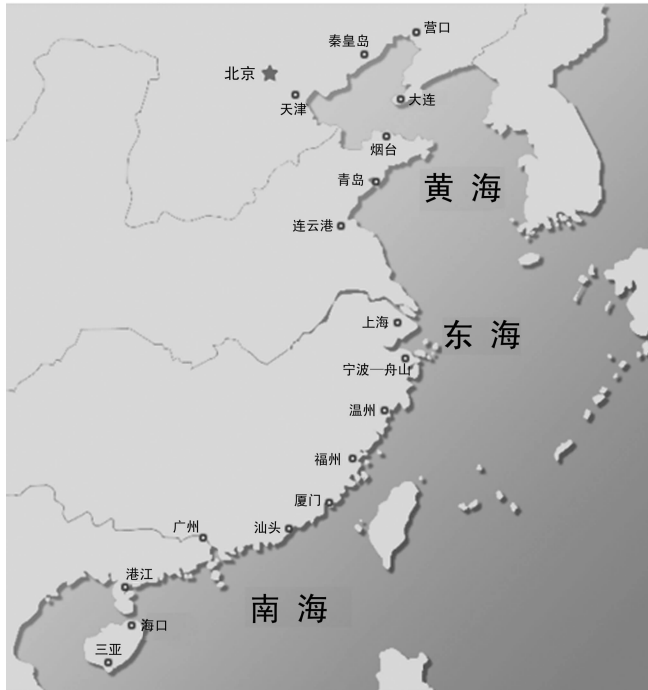 营口
秦皇岛
北京
天津
大连
烟台
青岛
黄海
连云港
上海
东海
宁波—舟山
温州
福州
厦门
广州
汕头
港江
南海
海口
三亚